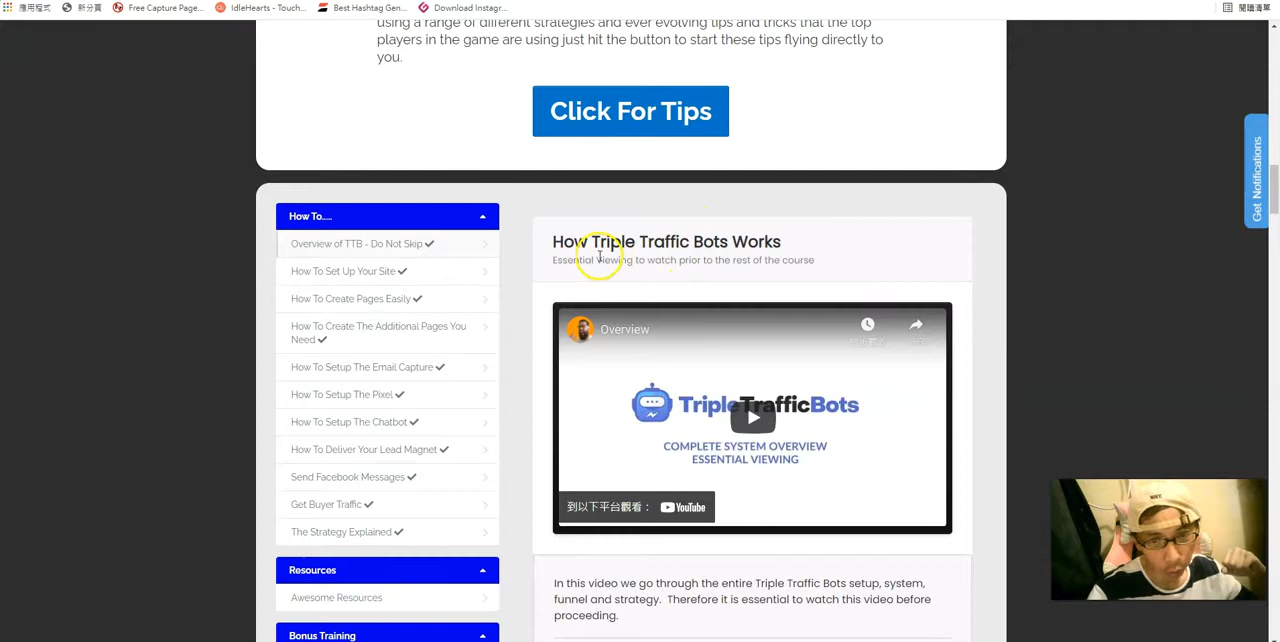 應用程式
新分頁
Free Capture Page...
IdleHearts - Touch...
Best Hashtag Gen...
Download Instagr...
閱讀清單
using a range of different strategies and ever evolving tips and tricks that the top
players in the game are using just hit the button to start these tips flying directly to
you.
Click For Tips
Get Notifications
How To.....
Overview of TTB - Do Not Skip
How To Set Up Your Site
How To Create Pages Easily
How To Create The Additional Pages You
Need
How To Setup The Email Capture
How To Setup The Pixel
How To Setup The Chatbot
How To Deliver Your Lead Magnet
Send Facebook Messages
Get Buyer Traffic
The Strategy Explained
Resources
Awesome Resources
Bonus Training
How Triple Traffic Bots Works
Essential Viewing to watch prior to the rest of the course
Overview
TripleTrafficBots
COMPLETE SYSTEM OVERVIEW
ESSENTIAL VIEWING
到以下平台觀看： YouTube
In this video we go through the entire Triple Traffic Bots setup, system,
funnel and strategy. Therefore it is essential to watch this video before
proceeding.